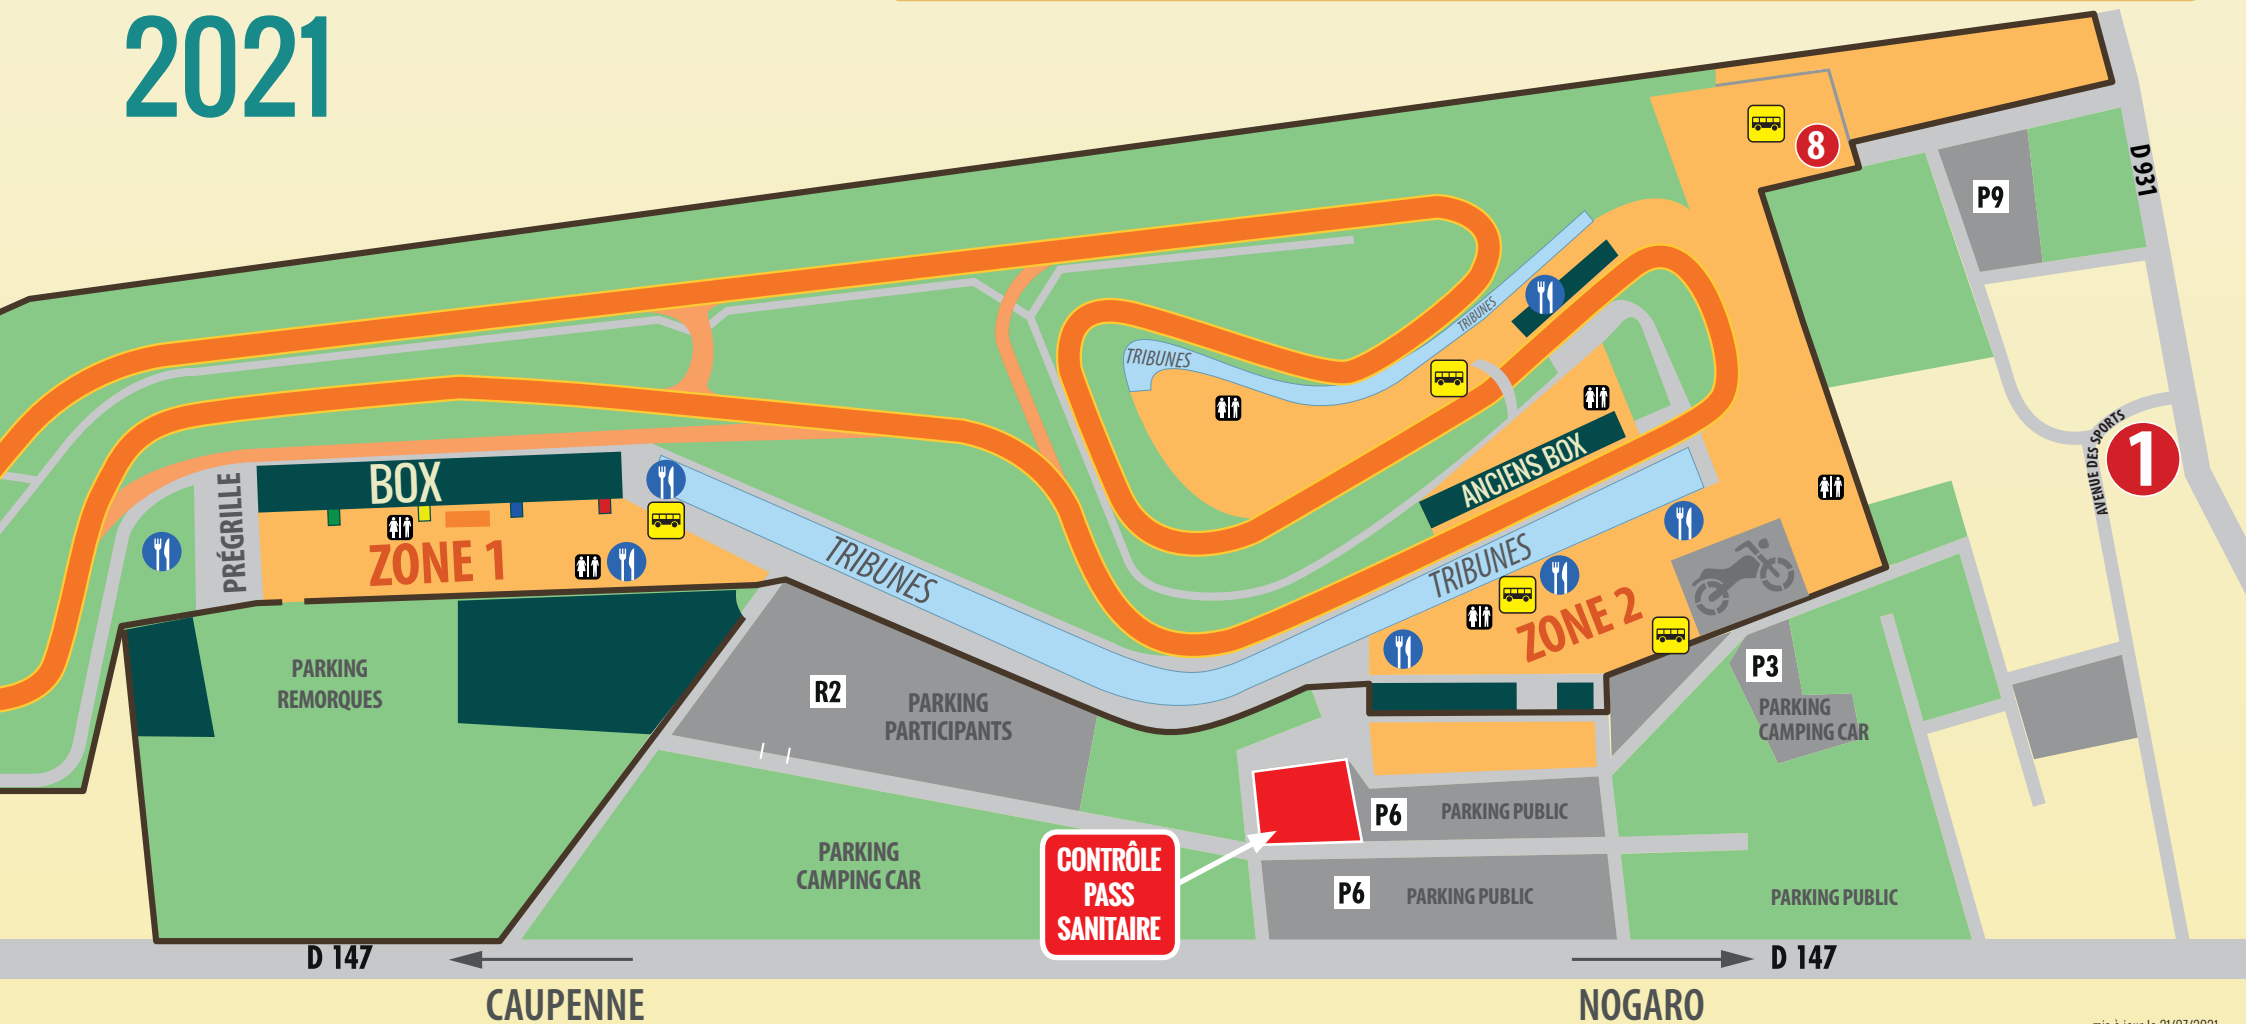 2021
8
P9
D 931
TRIBUNES
TRIBUNES
AVENUE DES SPORTS
1
BOX
ANCIENS BOX
PRÉGRILLE
ZONE 1
TRIBUNES
TRIBUNES
ZONE 2
PARKING
REMORQUES
R2
PARKING
PARTICIPANTS
P3
PARKING
CAMPING CAR
P6
PARKING PUBLIC
PARKING
CAMPING CAR
CONTRÔLE
PASS
SANITAIRE
P6
PARKING PUBLIC
PARKING PUBLIC
D 147
D 147
CAUPENNE
NOGARO